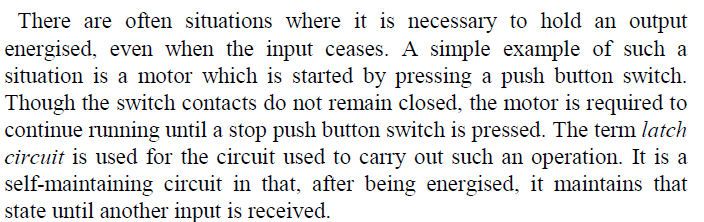 There are often situations where it is necessary to hold an output
energised, even when the input ceases. A simple example of such a
situation is a motor which is started by pressing a push button switch.
Though the switch contacts do not remain closed, the motor is required to
continue running until a stop push button switch is pressed. The term latch
circuit is used for the circuit used to carry out such an operation. It is a
self-maintaining circuit in that, after being energised, it maintains that
state until another input is received.